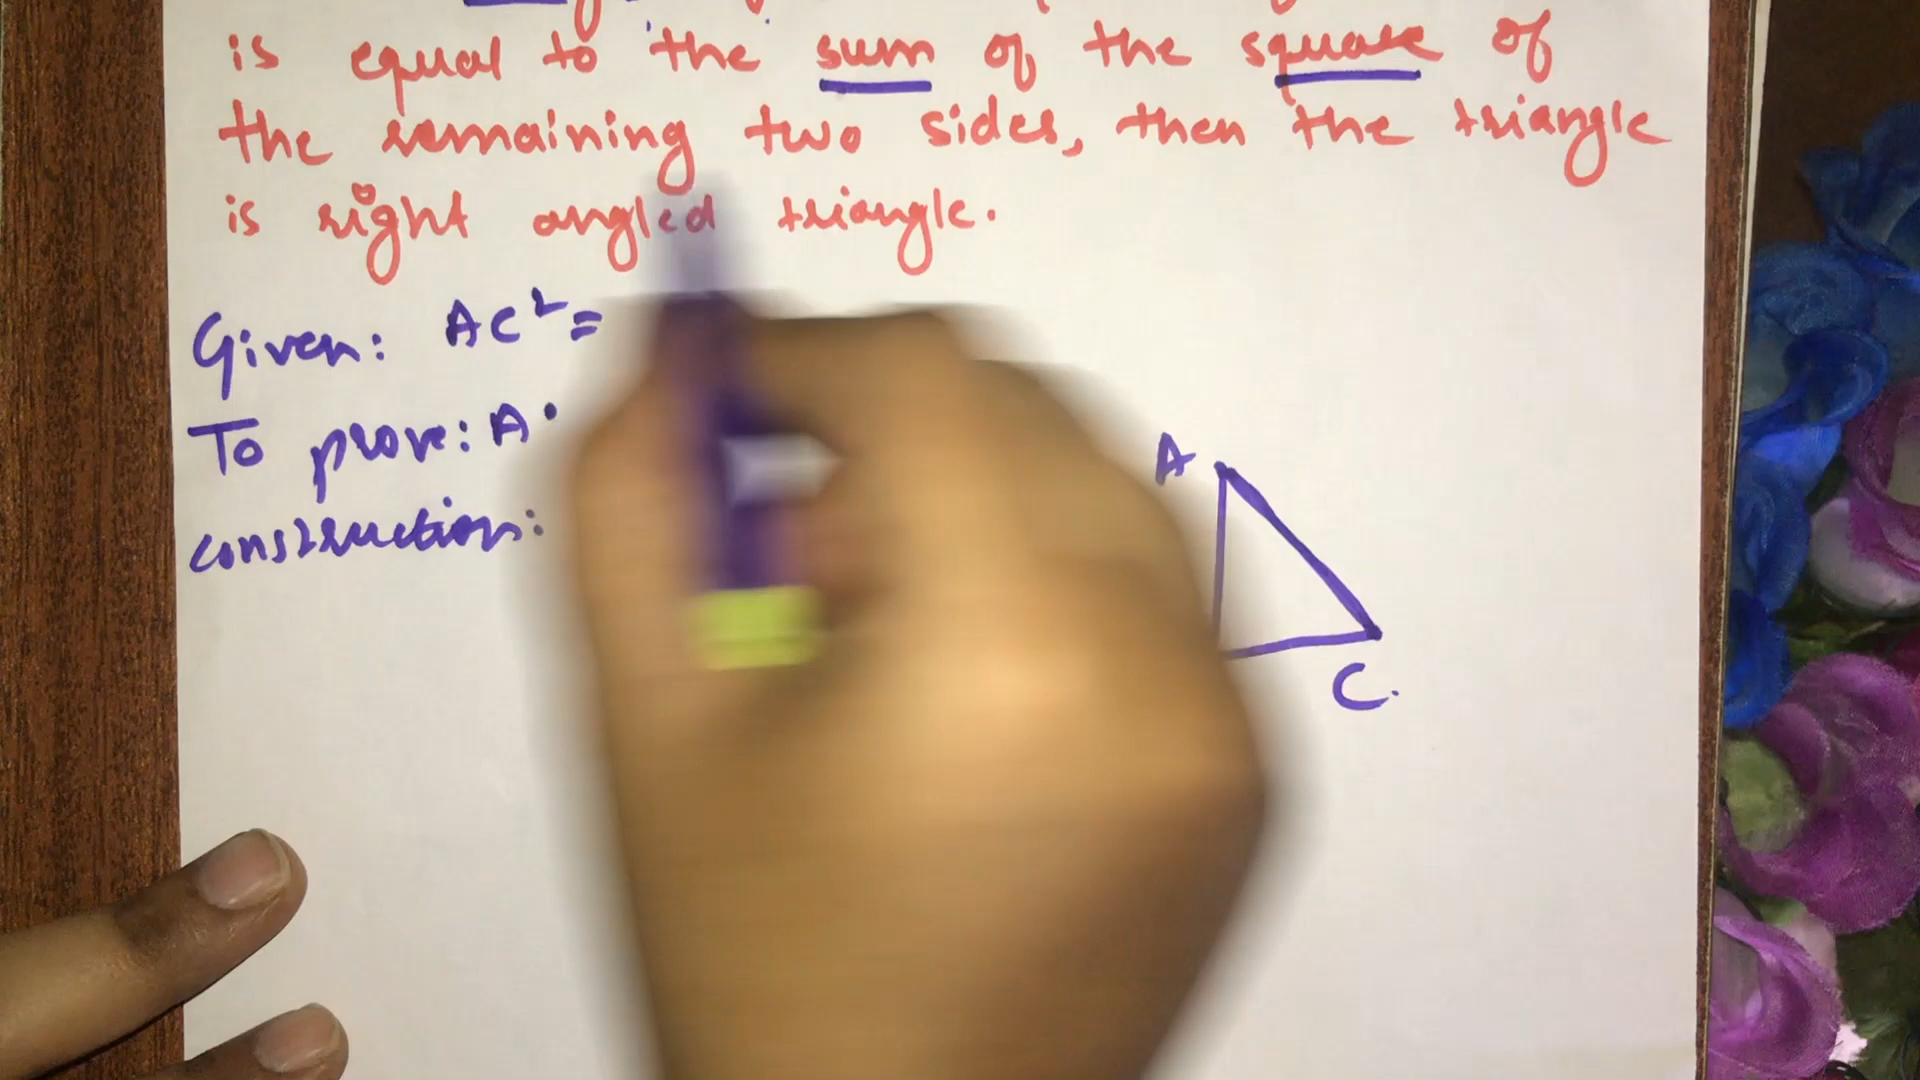 is equal to the sum of the square of
the remaining two sides, then the triangle
is right angled triangle.
Given: AC²=
To prove: A
construction:
A
C.